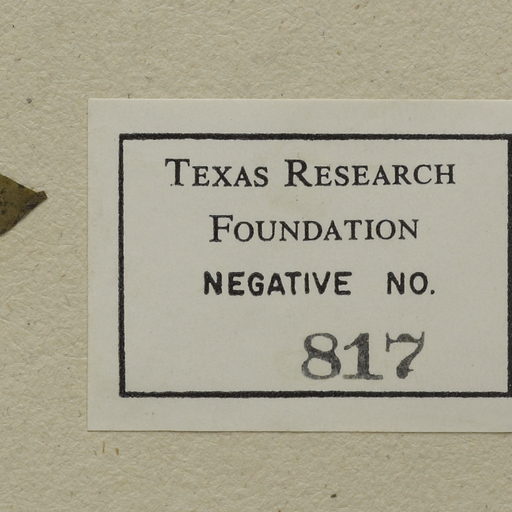 Texas Research
Foundation
NEGATIVE NO.
817